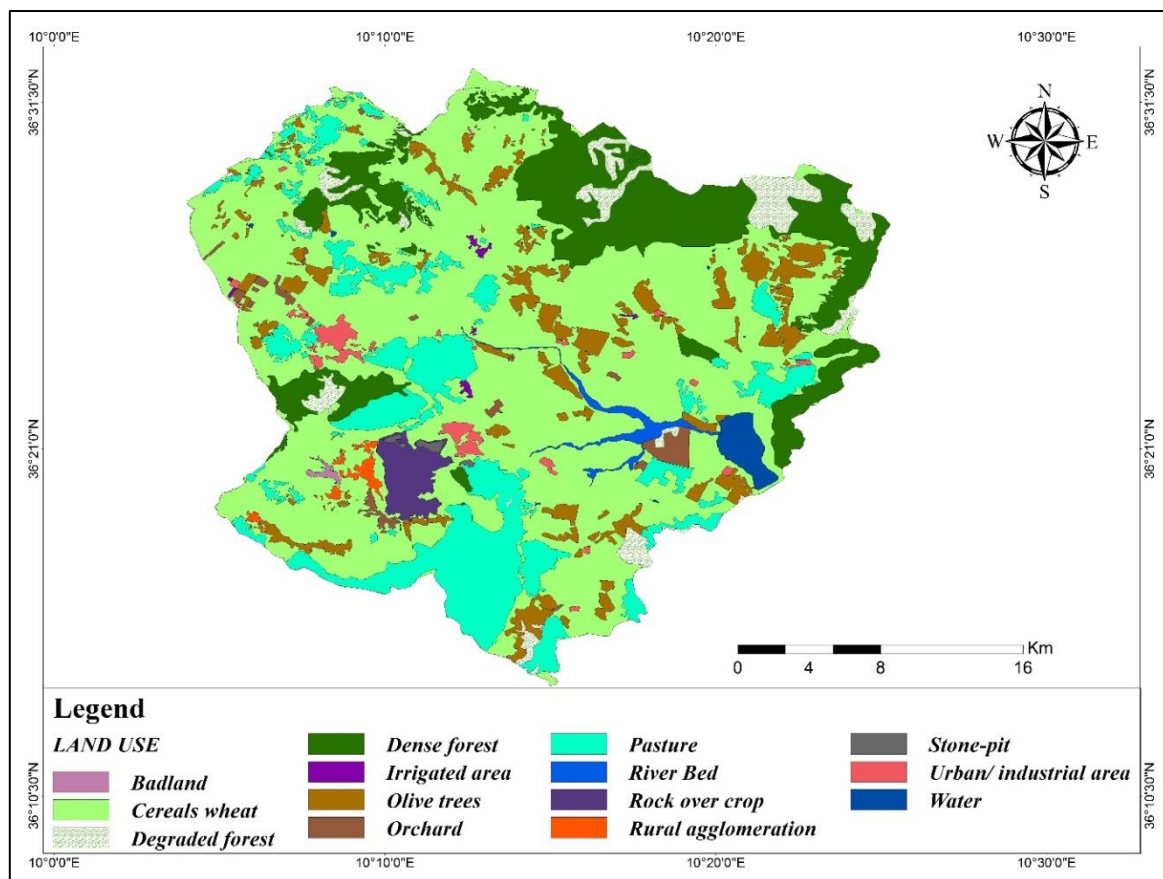 10°0'0"E 10°10'0"E 10°20'0"E 10°30'0"E
36°31'30"N 36°31'30"N
N
W E
S
36°21'0"N 36°21'0"N
Km
0 4 8 16
Legend
LAND USE
Badland
Cereals wheat
Degraded forest
Dense forest
Irrigated area
Olive trees
Orchard
Pasture
River Bed
Rock over crop
Rural agglomeration
Stone-pit
Urban/ industrial area
Water
36°10'30"N 36°10'30"N
10°0'0"E 10°10'0"E 10°20'0"E 10°30'0"E